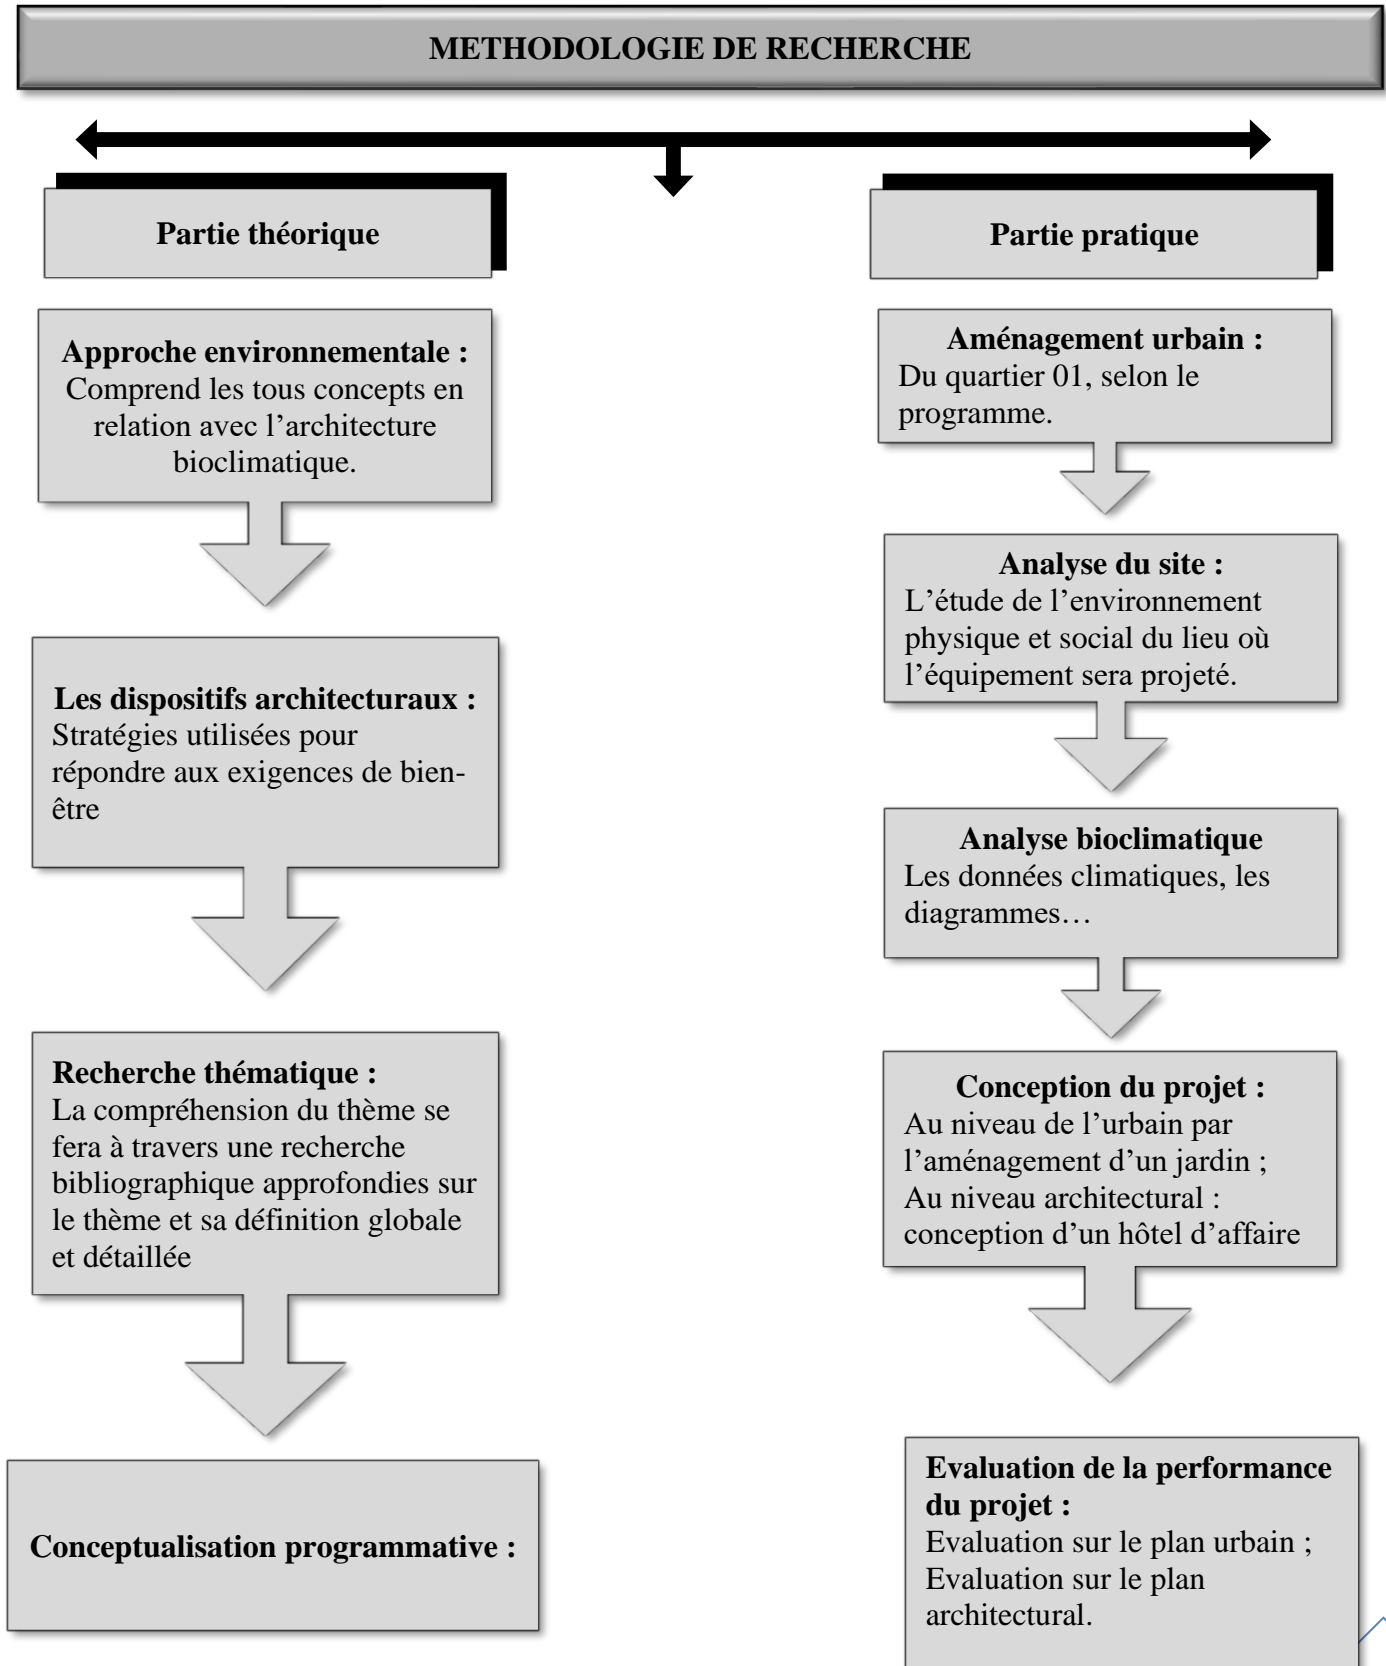 METHODOLOGIE DE RECHERCHE
Partie théorique
Approche environnementale :
Comprend les tous concepts en
relation avec l’architecture
bioclimatique.
Les dispositifs architecturaux :
Stratégies utilisées pour
répondre aux exigences de bien-
être
Recherche thématique :
La compréhension du thème se
fera à travers une recherche
bibliographique approfondies sur
le thème et sa définition globale
et détaillée
Conceptualisation programmative :
Partie pratique
Aménagement urbain :
Du quartier 01, selon le
programme.
Analyse du site :
L’étude de l’environnement
physique et social du lieu où
l’équipement sera projeté.
Analyse bioclimatique
Les données climatiques, les
diagrammes…
Conception du projet :
Au niveau de l’urbain par
l’aménagement d’un jardin ;
Au niveau architectural :
conception d’un hôtel d’affaire
Evaluation de la performance
du projet :
Evaluation sur le plan urbain ;
Evaluation sur le plan
architectural.